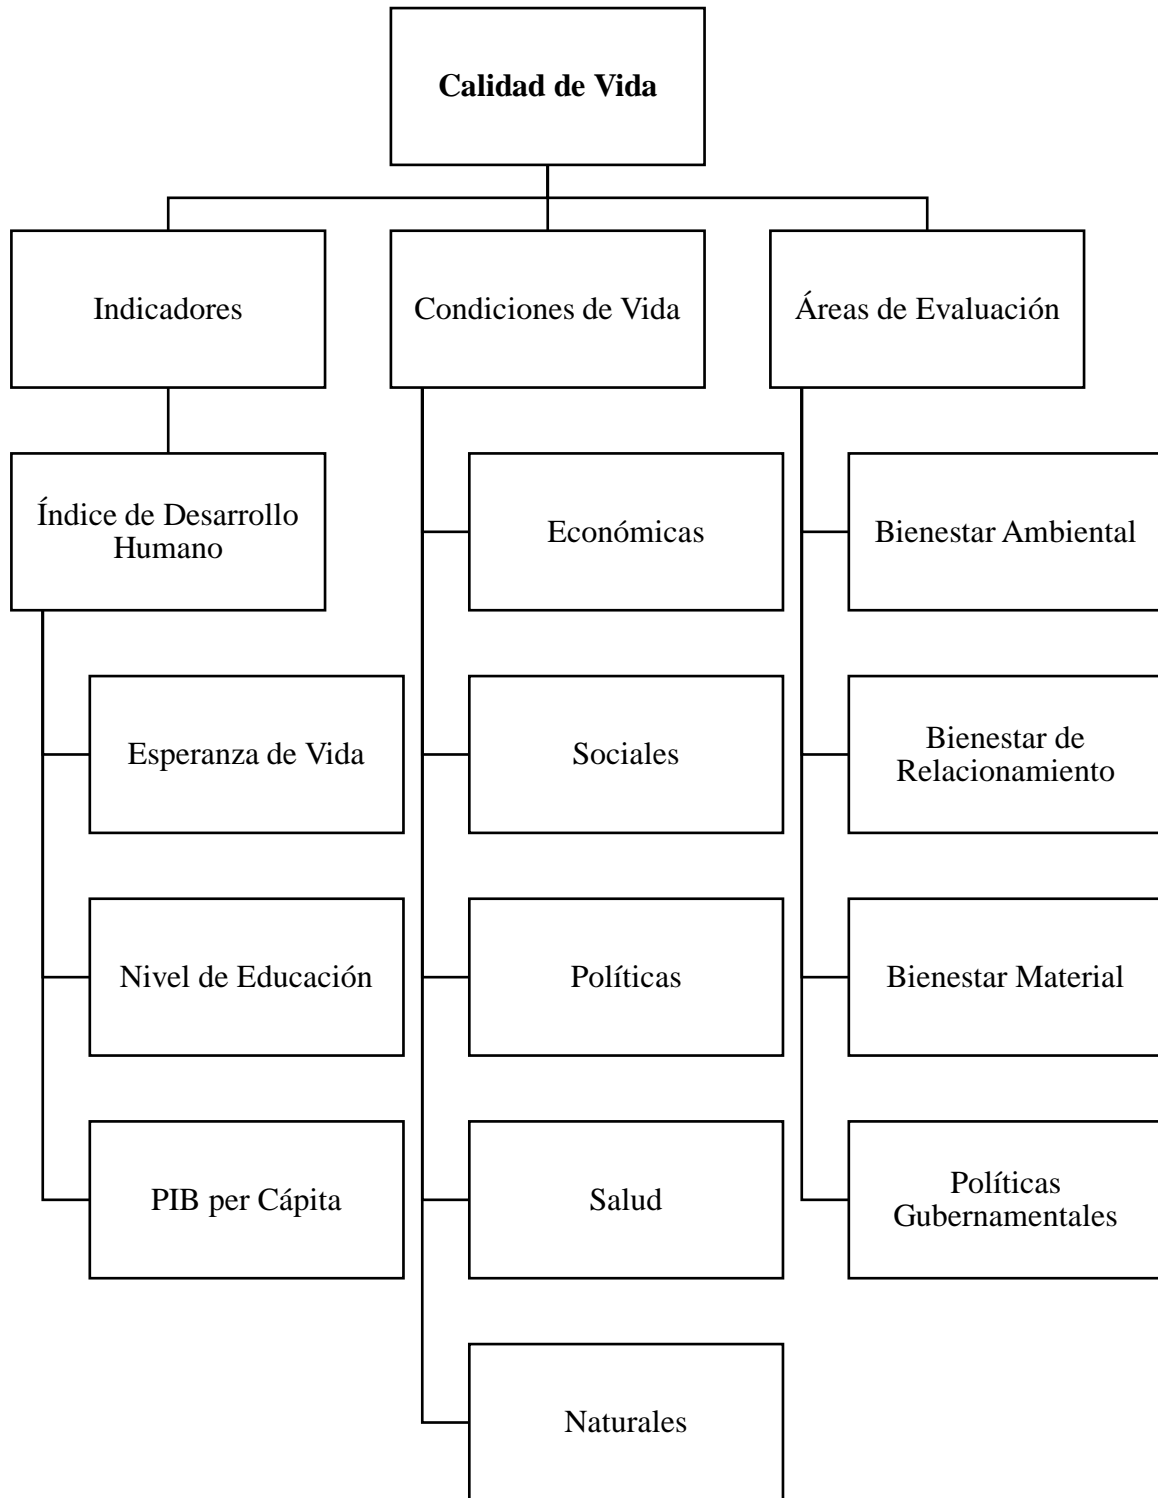 Calidad de Vida
Indicadores
Condiciones de Vida
Áreas de Evaluación
Índice de Desarrollo
Humano
Esperanza de Vida
Nivel de Educación
PIB per Cápita
Económicas
Sociales
Políticas
Salud
Naturales
Bienestar Ambiental
Bienestar de
Relacionamiento
Bienestar Material
Políticas
Gubernamentales